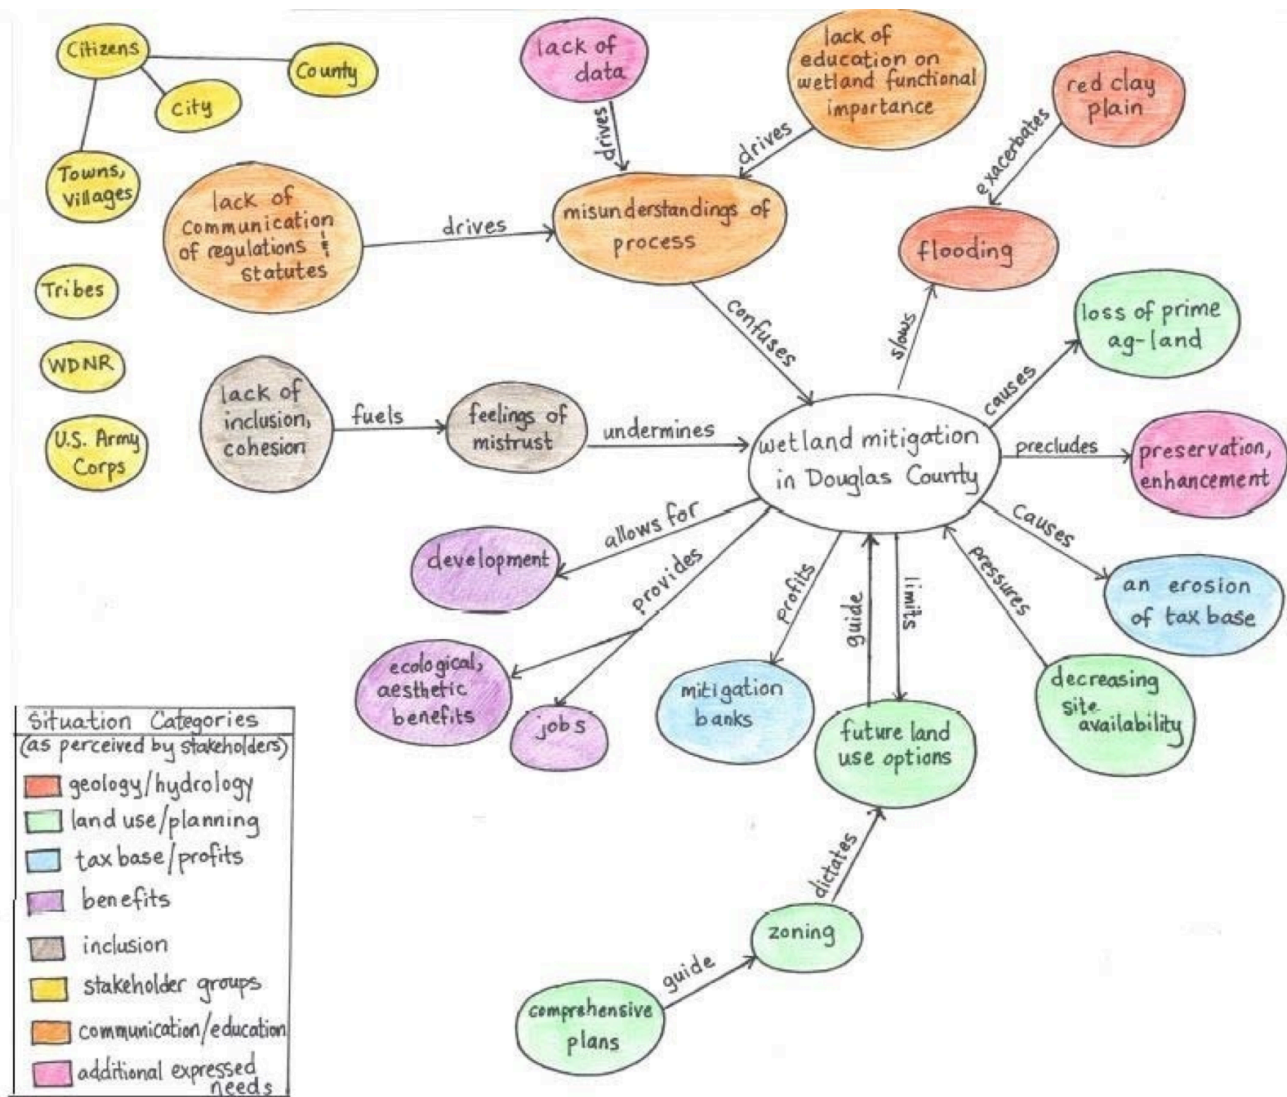 Citizens
County
City
Towns,
Villages
Tribes
WDNR
U.S. Army
Corps
lack of
data
drives
lack of
education on
wetland functional
importance
drives
red clay
plain
exacerbates
flooding
lack of
communication
of regulations &
statutes
drives
misunderstandings of
process
confuses
slows
loss of prime
ag-land
causes
lack of
inclusion,
cohesion
fuels
feelings of
mistrust
undermines
wetland mitigation
in Douglas County
precludes
preservation,
enhancement
allows for
development
provides
ecological,
aesthetic
benefits
jobs
profits
mitigation
banks
guide
limits
future land
use options
pressures
decreasing
site
availability
causes
an erosion
of tax base
dictates
zoning
guide
comprehensive
plans
Situation Categories
(as perceived by stakeholders)
geology/hydrology
land use/planning
tax base/profits
benefits
inclusion
stakeholder groups
communication/education
additional expressed
needs